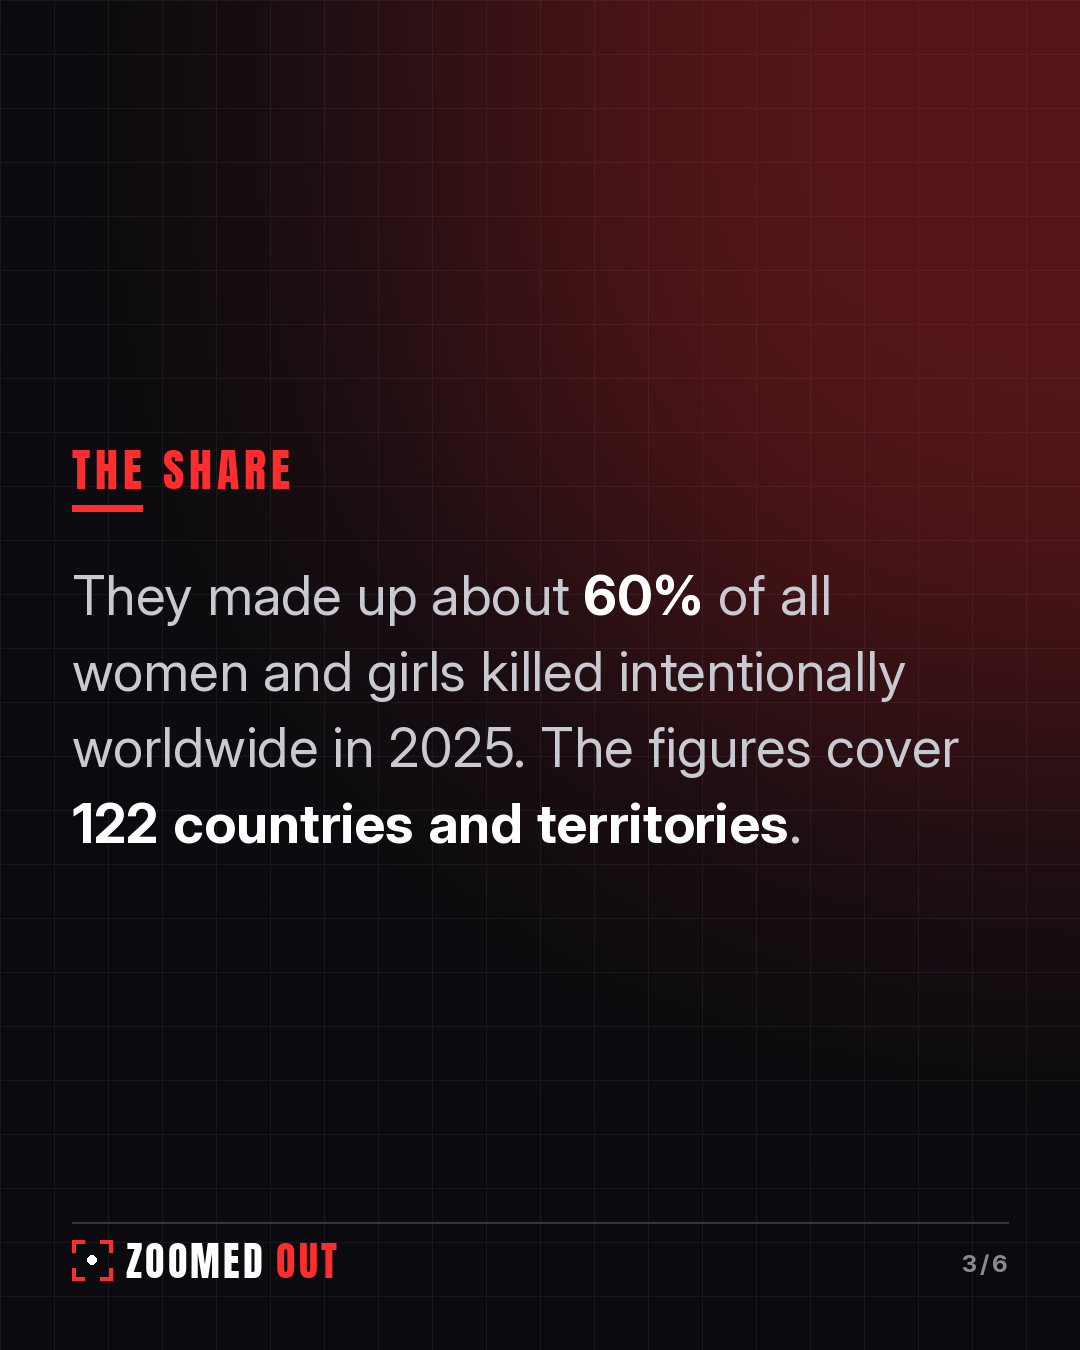 THE SHARE
They made up about 60% of all
women and girls killed intentionally
worldwide in 2025. The figures cover
122 countries and territories.
ZOOMED OUT
3/6